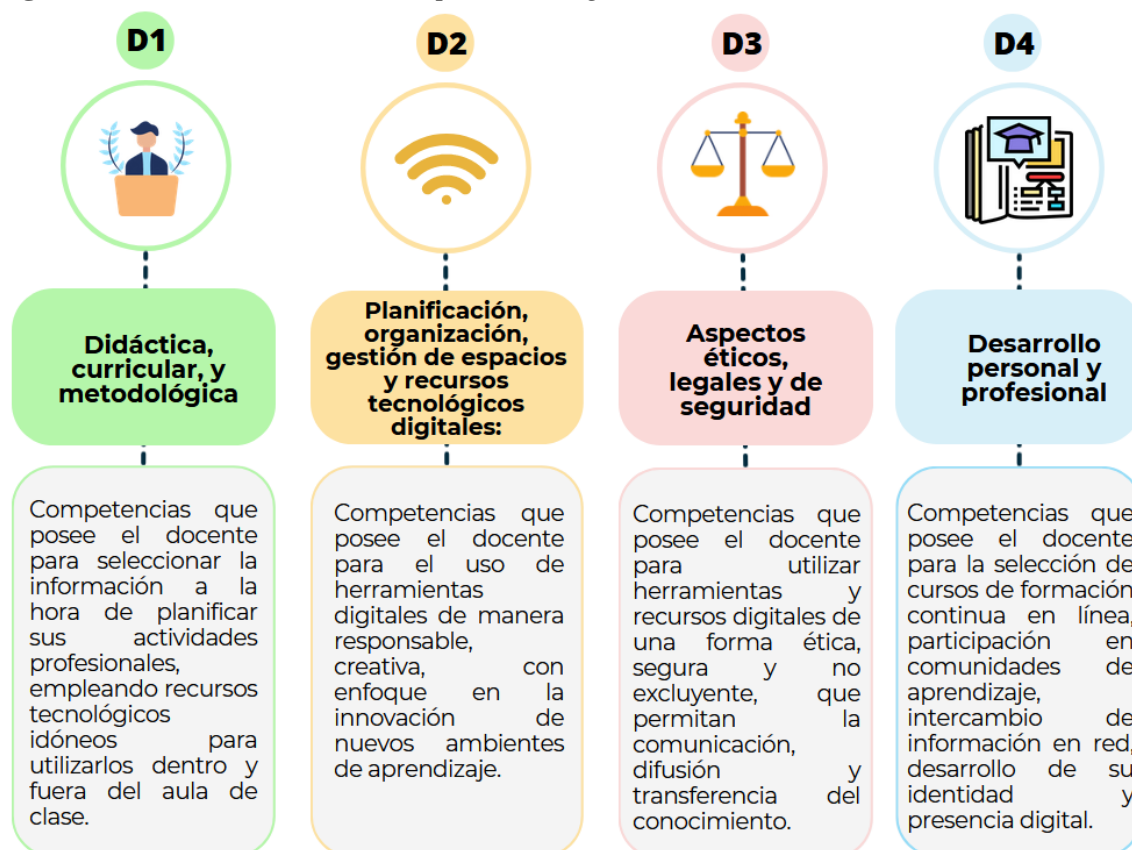 D1
Didáctica,
curricular, y
metodológica
Competencias que
posee el docente
para seleccionar la
información a la
hora de planificar
sus actividades
profesionales,
empleando recursos
tecnológicos
idóneos para
utilizarlos dentro y
fuera del aula de
clase.
D2
Planificación,
organización,
gestión de espacios
y recursos
tecnológicos
digitales:
Competencias que
posee el docente
para el uso de
herramientas
digitales de manera
responsable,
creativa, con
enfoque en la
innovación de
nuevos ambientes
de aprendizaje.
D3
Aspectos
éticos,
legales y de
seguridad
Competencias que
posee el docente
para utilizar
herramientas y
recursos digitales de
una forma ética,
segura y no
excluyente, que
permitan la
comunicación,
difusión y
transferencia del
conocimiento.
D4
Desarrollo
personal y
profesional
Competencias que
posee el docente
para la selección de
cursos de formación
continua en línea,
participación en
comunidades de
aprendizaje,
intercambio de
información en red,
desarrollo de su
identidad y
presencia digital.